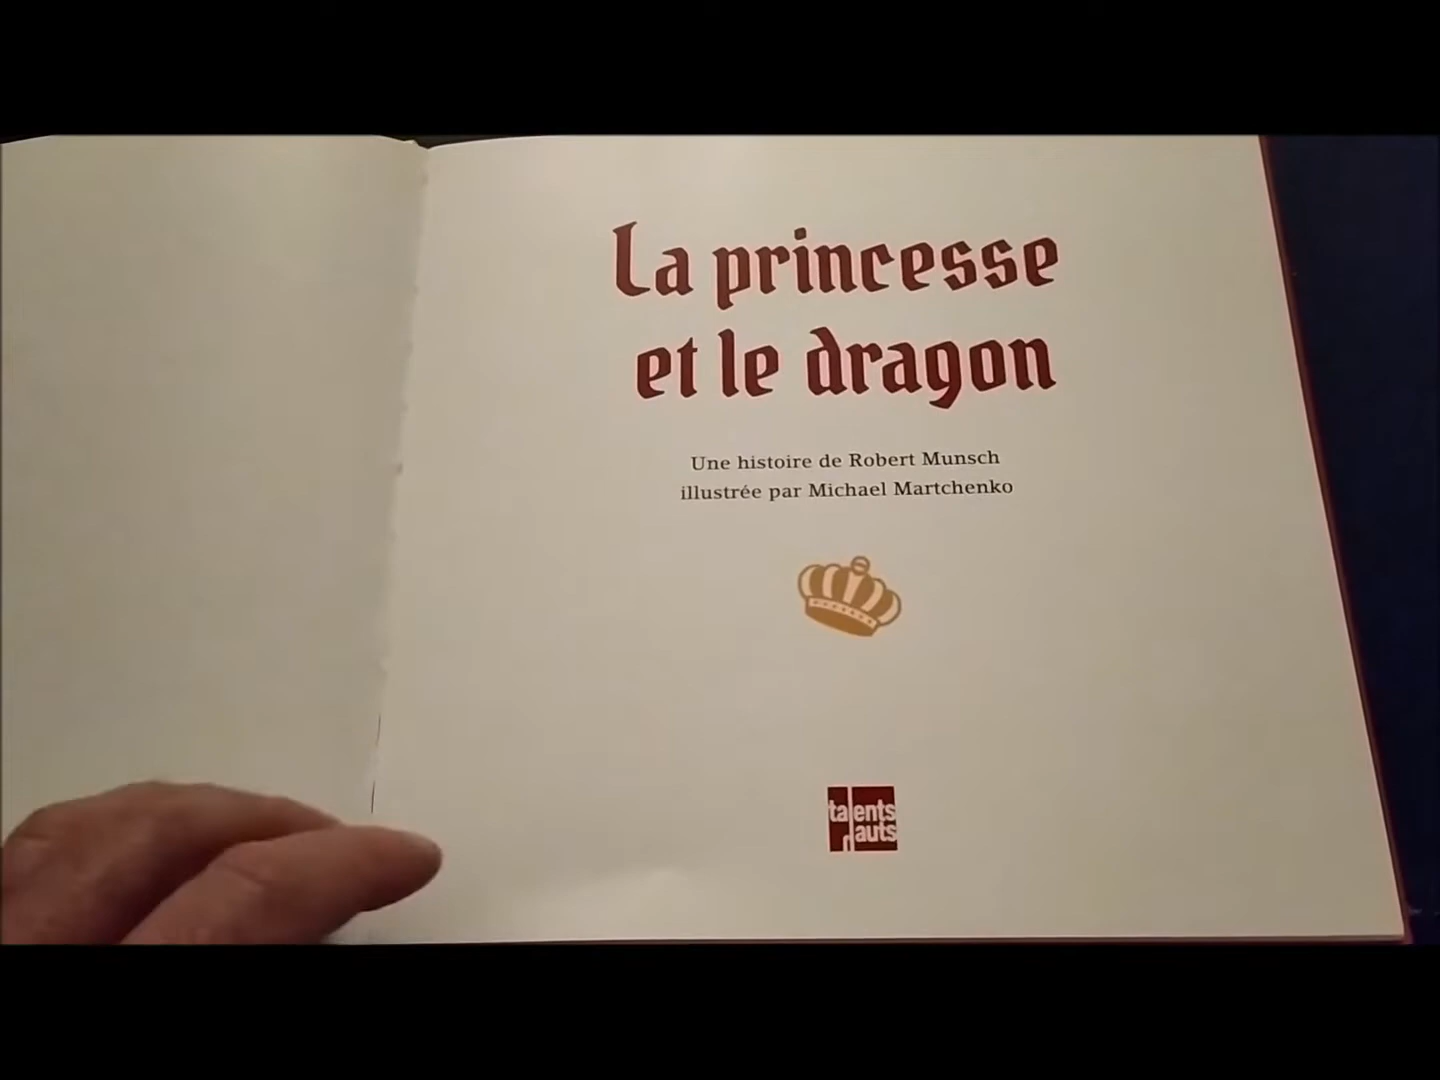 La princesse
et le dragon
Une histoire de Robert Munsch
illustrée par Michael Martchenko
talents
hauts